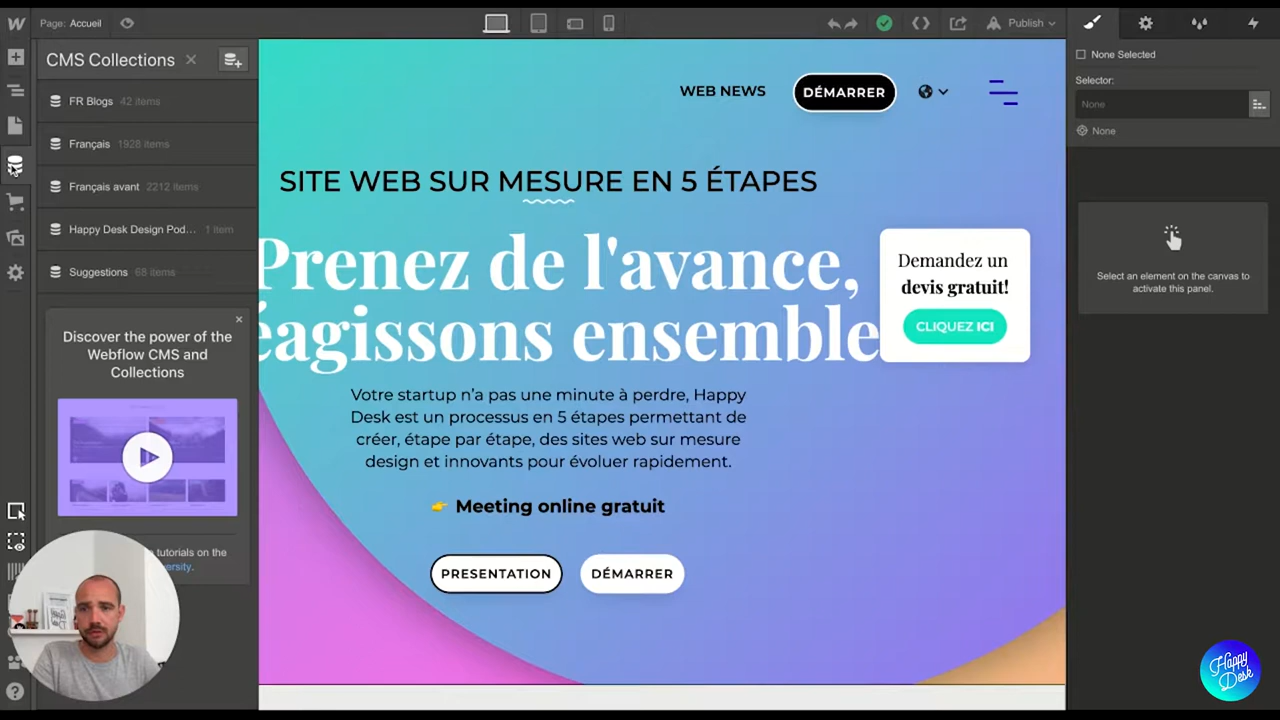 Page: Accueil
Publish
CMS Collections
FR Blogs 42 items
Français 1928 items
Français avant 2212 items
Happy Desk Design Pod... 1 item
Suggestions 68 items
Discover the power of the
Webflow CMS and
Collections
tutorials on the
WEB NEWS
DÉMARRER
SITE WEB SUR MESURE EN 5 ÉTAPES
Prenez de l'avance,
éagissons ensemble
Demandez un
devis gratuit!
CLIQUEZ ICI
Votre startup n'a pas une minute à perdre, Happy
Desk est un processus en 5 étapes permettant de
créer, étape par étape, des sites web sur mesure
design et innovants pour évoluer rapidement.
👉 Meeting online gratuit
PRESENTATION
DÉMARRER
None Selected
Selector:
None
None
Select an element on the canvas to
activate this panel.
Happy
Desk